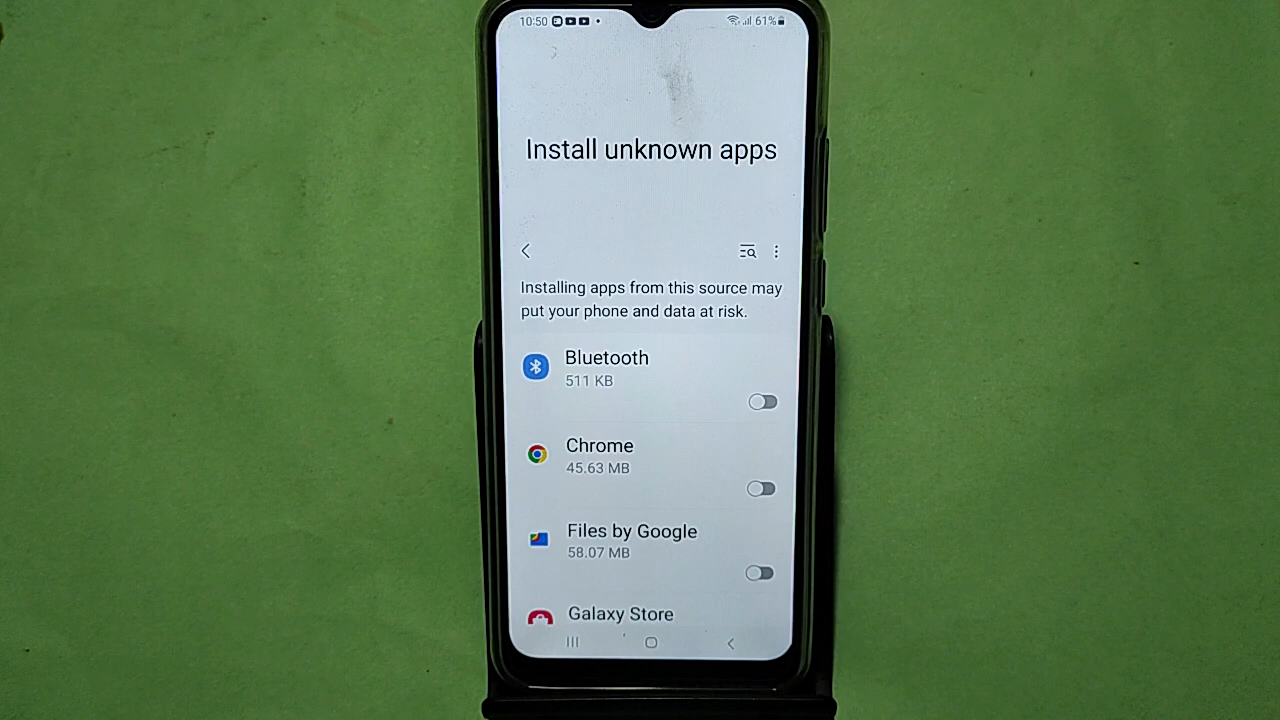 10:50 61%
Install unknown apps
Installing apps from this source may
put your phone and data at risk.
Bluetooth
511 KB
Chrome
45.63 MB
Files by Google
58.07 MB
Galaxy Store